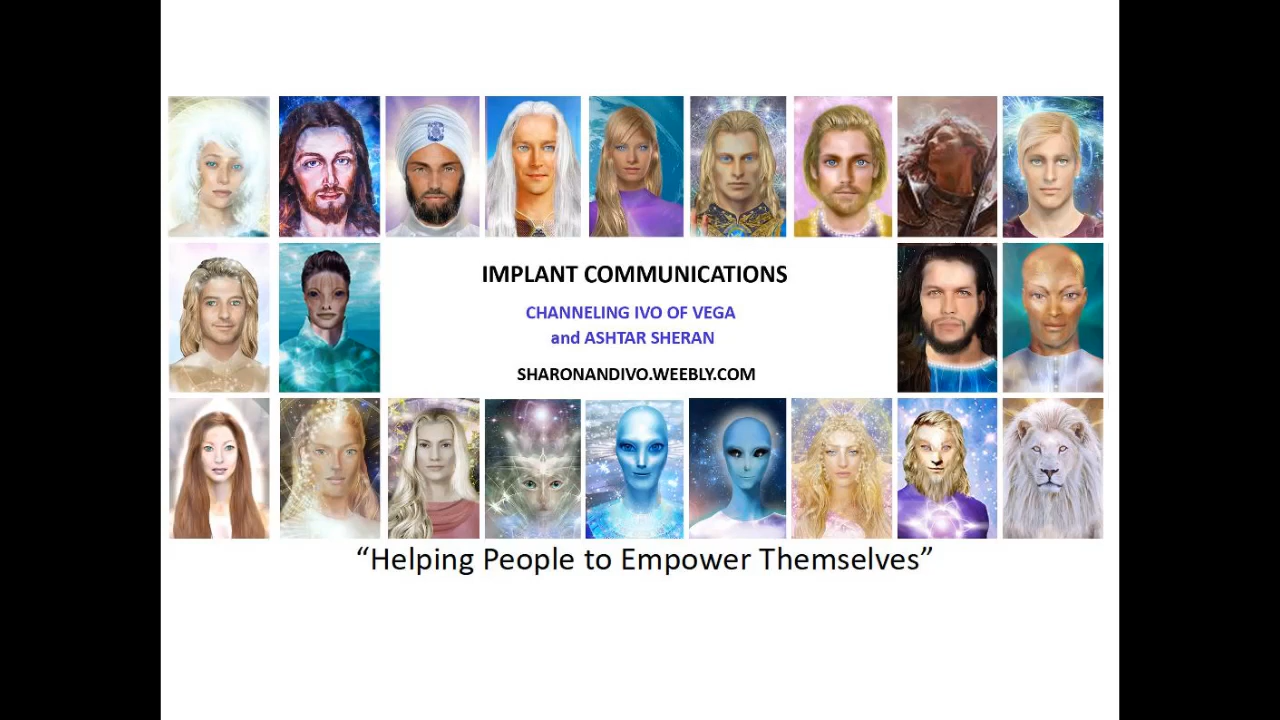 IMPLANT COMMUNICATIONS
CHANNELING IVO OF VEGA
and ASHTAR SHERAN
SHARONANDIVO.WEEBLY.COM
“Helping People to Empower Themselves”